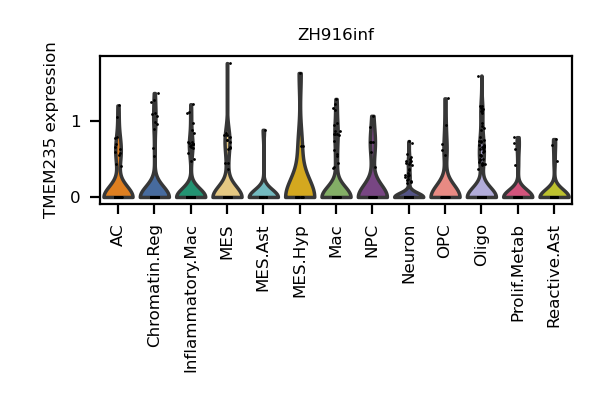 ZH916inf
TMEM235 expression
1
0
AC
Chromatin.Reg
Inflammatory.Mac
MES
MES.Ast
MES.Hyp
Mac
NPC
Neuron
OPC
Oligo
Prolif.Metab
Reactive.Ast